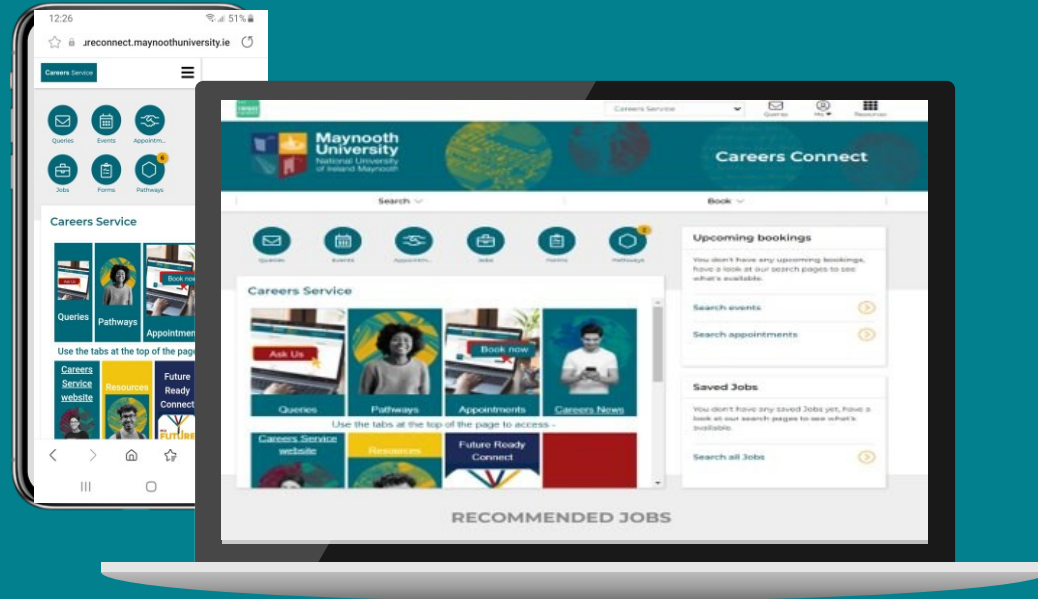 12:26
51%
ureconnect.maynoothuniversity.ie
Careers Service
Queries
Events
Appointm...
6
Jobs
Forms
Pathways
Careers Service
Book now
Queries
Pathways
Appointmen
Use the tabs at the top of the page
Careers
Service
website
Resources
Future
Ready
Connect
FUTURE
Careers Service
Queries
Me
Resources
Maynooth
University
National University
of Ireland Maynooth
Careers Connect
Search
Book
Queries
Events
Appointm...
Jobs
Forms
Pathways
Upcoming bookings
You don't have any upcoming bookings,
have a look at our search pages to see
what's available.
Search events
Search appointments
Careers Service
Ask Us
Book now
Queries
Pathways
Appointments
Careers News
Use the tabs at the top of the page to access -
Careers Service
website
Resources
Future Ready
Connect
Saved Jobs
You don't have any saved Jobs yet, have a
look at our search pages to see what's
available.
Search all Jobs
RECOMMENDED JOBS